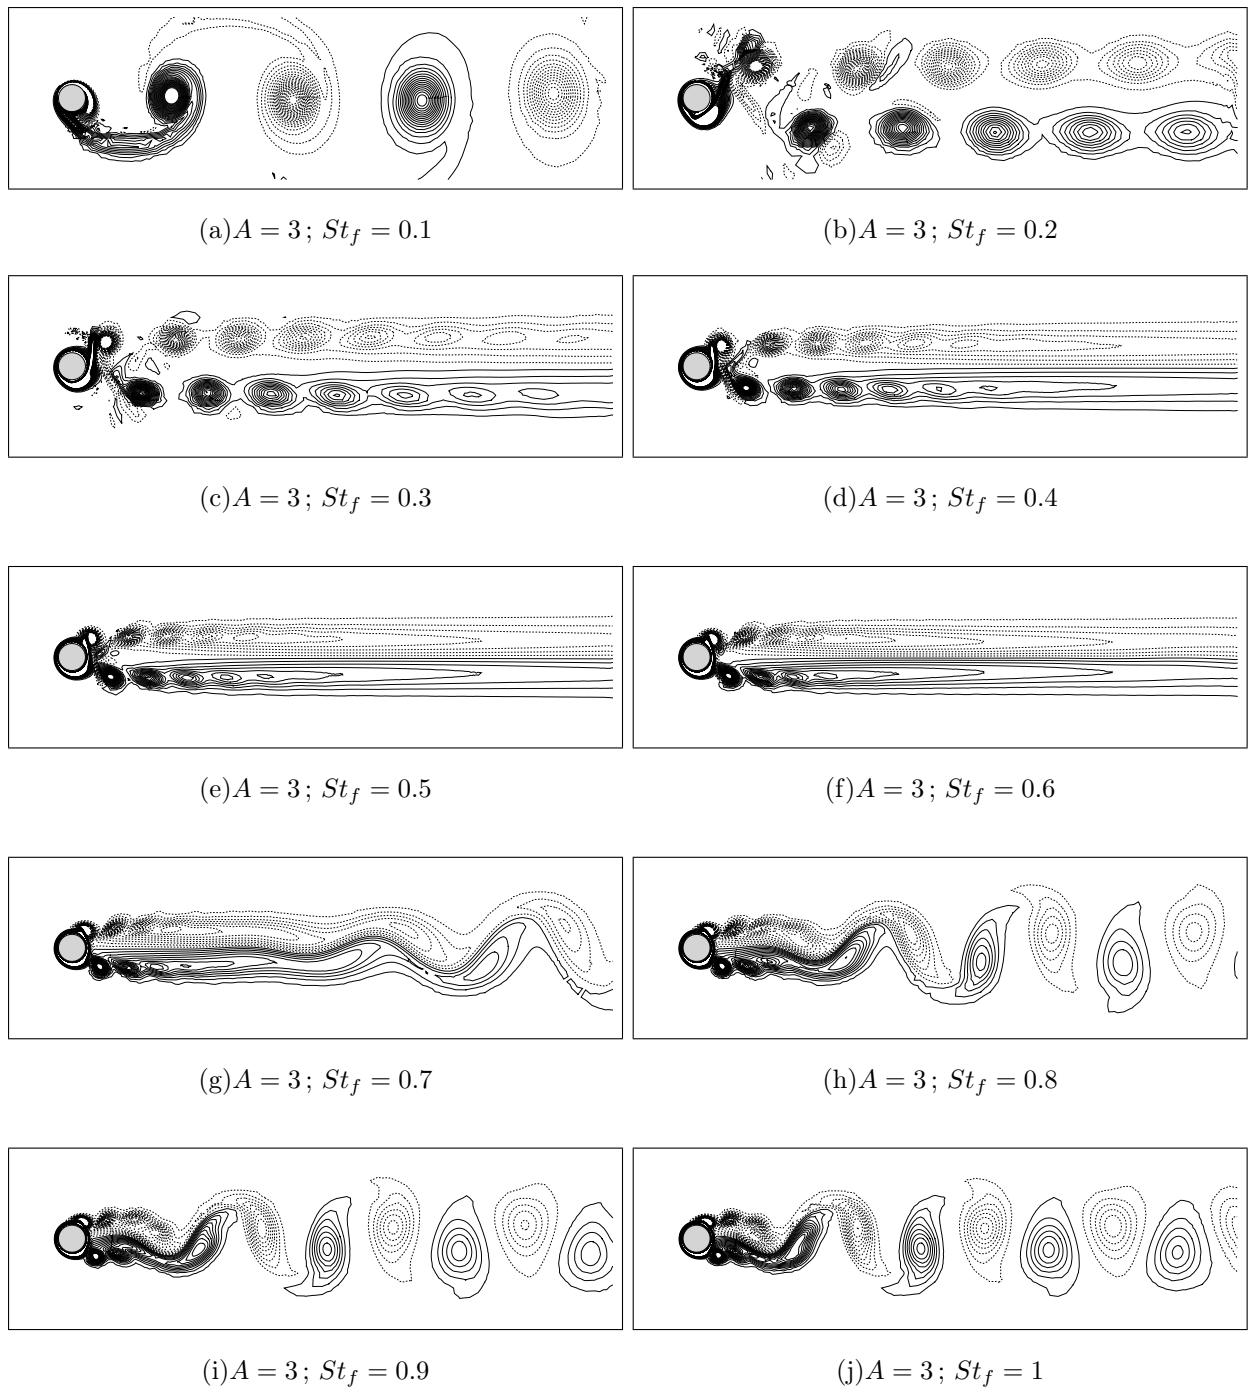 (a)A = 3 ; St_f = 0.1
(b)A = 3 ; St_f = 0.2
(c)A = 3 ; St_f = 0.3
(d)A = 3 ; St_f = 0.4
(e)A = 3 ; St_f = 0.5
(f)A = 3 ; St_f = 0.6
(g)A = 3 ; St_f = 0.7
(h)A = 3 ; St_f = 0.8
(i)A = 3 ; St_f = 0.9
(j)A = 3 ; St_f = 1